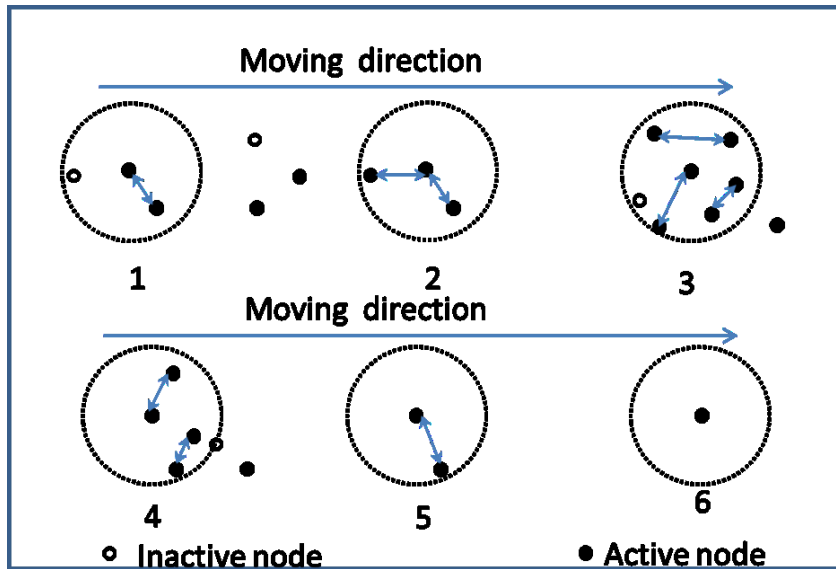 Moving direction
1 2 3
Moving direction
4 5 6
Inactive node Active node